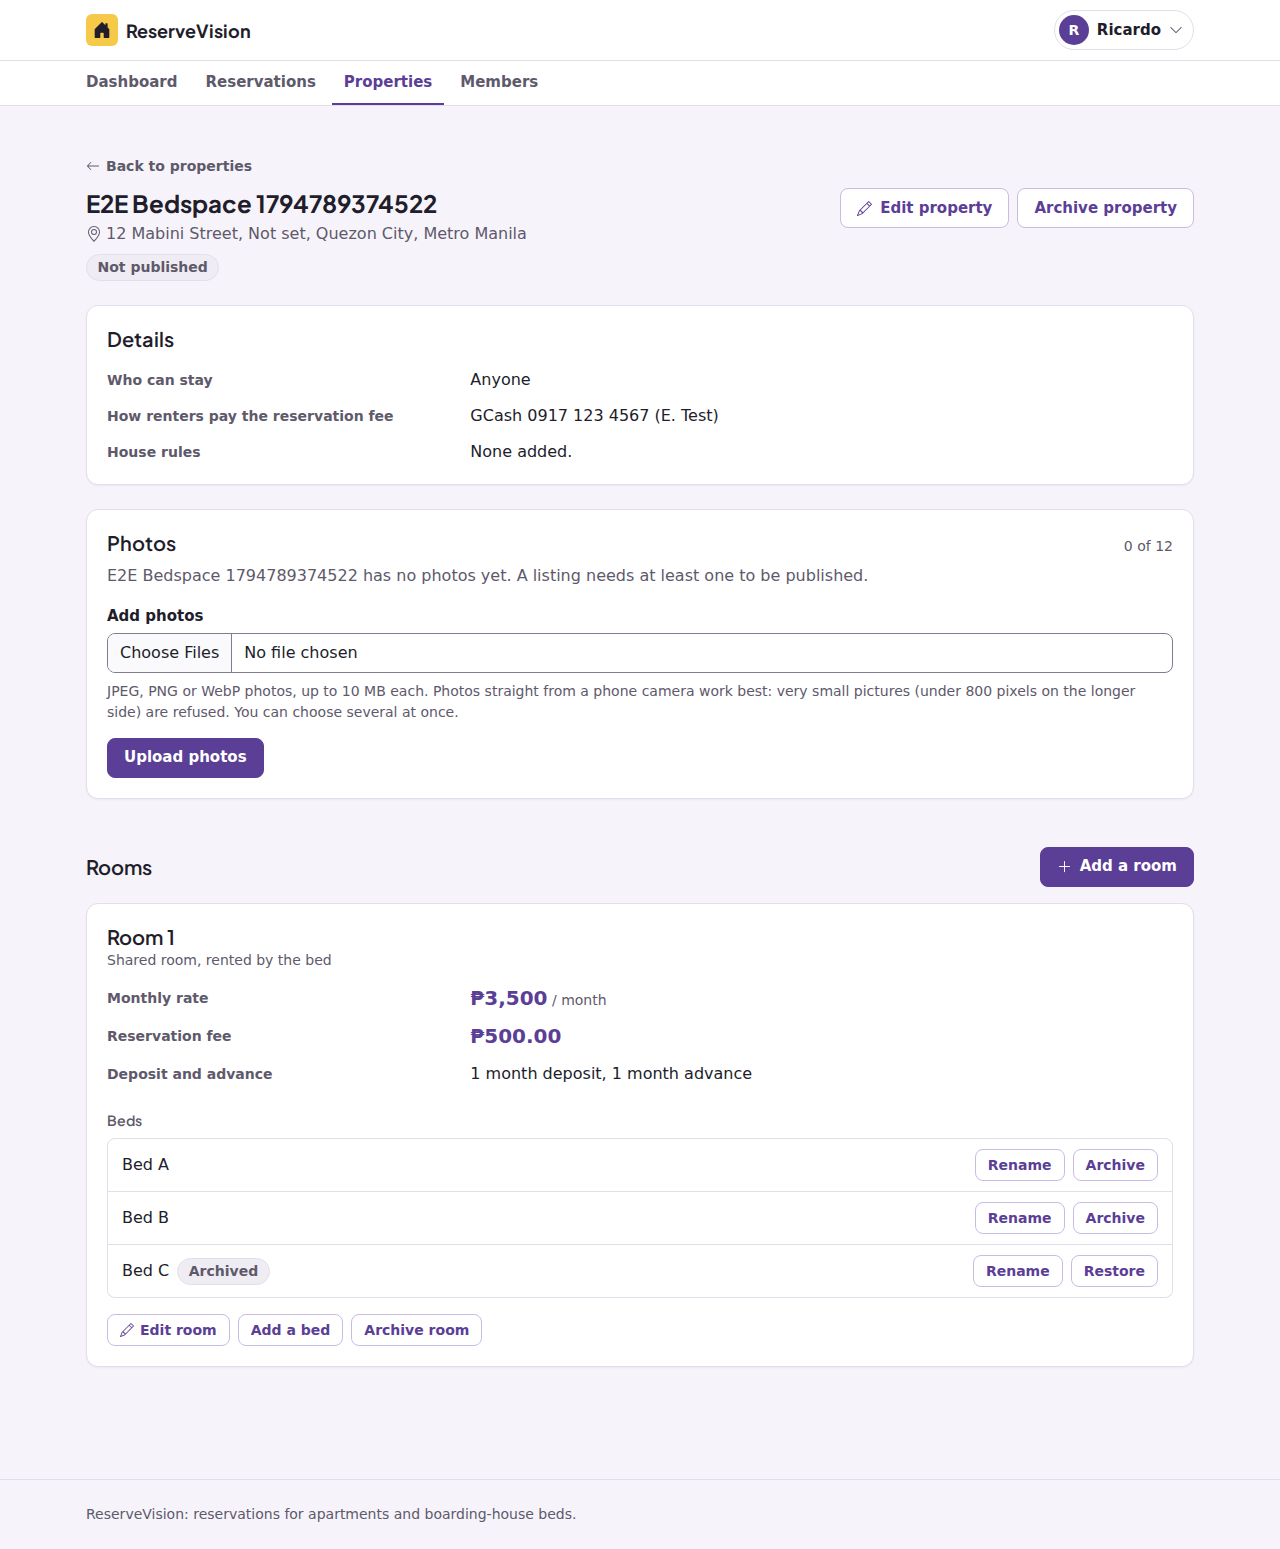 ReserveVision
R Ricardo
Dashboard Reservations Properties Members
Back to properties
E2E Bedspace 1794789374522
Edit property Archive property
12 Mabini Street, Not set, Quezon City, Metro Manila
Not published
Details
Who can stay Anyone
How renters pay the reservation fee GCash 0917 123 4567 (E. Test)
House rules None added.
Photos 0 of 12
E2E Bedspace 1794789374522 has no photos yet. A listing needs at least one to be published.
Add photos
Choose Files No file chosen
JPEG, PNG or WebP photos, up to 10 MB each. Photos straight from a phone camera work best: very small pictures (under 800 pixels on the longer
side) are refused. You can choose several at once.
Upload photos
Rooms Add a room
Room 1
Shared room, rented by the bed
Monthly rate ₱3,500 / month
Reservation fee ₱500.00
Deposit and advance 1 month deposit, 1 month advance
Beds
Bed A Rename Archive
Bed B Rename Archive
Bed C Archived Rename Restore
Edit room Add a bed Archive room
ReserveVision: reservations for apartments and boarding-house beds.